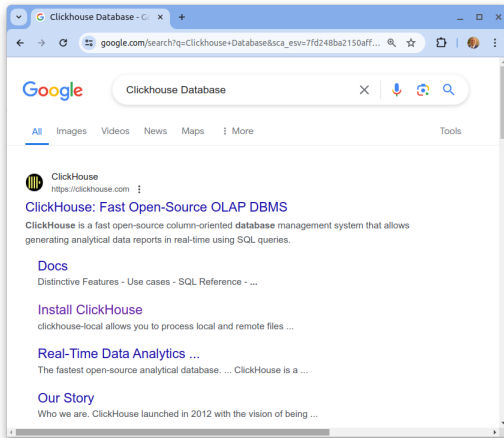 Clickhouse Database - Go
google.com/search?q=Clickhouse+Database&sca_esv=7fd248ba2150aff...
Google
Clickhouse Database
All Images Videos News Maps More Tools
ClickHouse
https://clickhouse.com
ClickHouse: Fast Open-Source OLAP DBMS
ClickHouse is a fast open-source column-oriented database management system that allows
generating analytical data reports in real-time using SQL queries.
Docs
Distinctive Features - Use cases - SQL Reference - ...
Install ClickHouse
clickhouse-local allows you to process local and remote files ...
Real-Time Data Analytics ...
The fastest open-source analytical database. ... ClickHouse is a ...
Our Story
Who we are. ClickHouse launched in 2012 with the vision of being ...